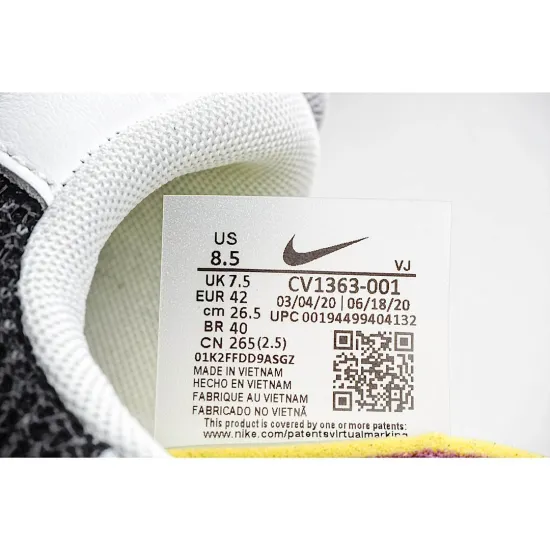 US
8.5
VJ
UK 7.5
EUR 42
cm 26.5
BR 40
CN 265(2.5)
CV1363-001
03/04/20 | 06/18/20
UPC 00194499404132
01K2FFDD9ASGZ
MADE IN VIETNAM
HECHO EN VIETNAM
FABRIQUE AU VIETNAM
FABRICADO NO VIETNÃ
This product is covered by one or more patents:
www.nike.com/patentsvirtualmarking